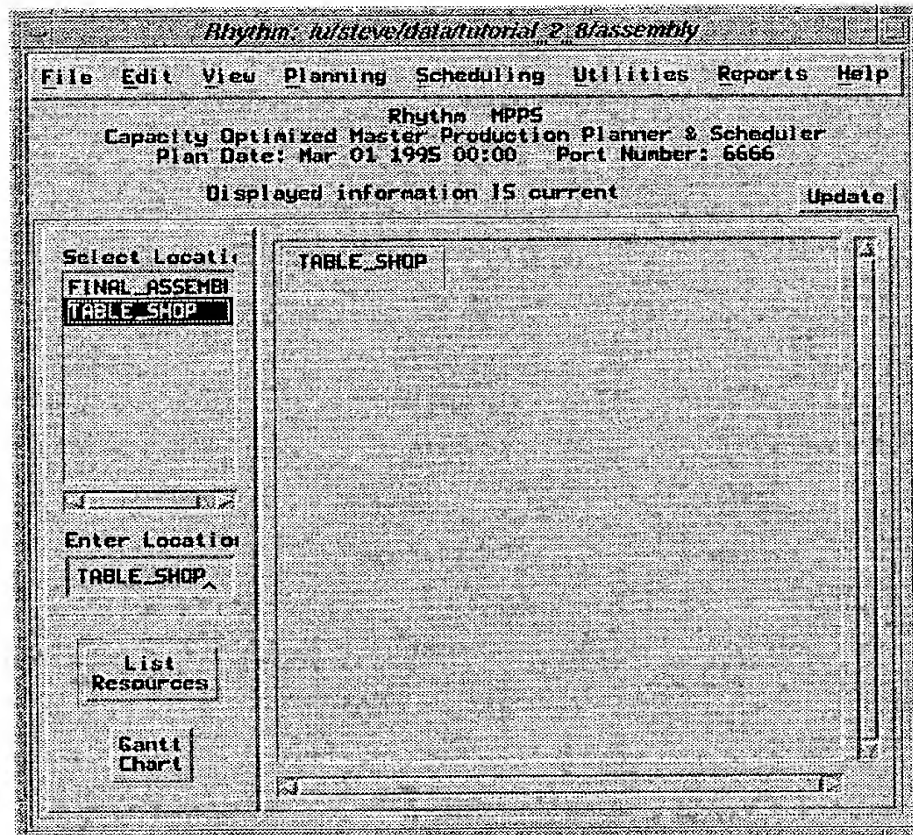 Rhythm: /u/steve/data/tutorial_2_8/assembly
File Edit View Planning Scheduling Utilities Reports Help
Rhythm MPPS
Capacity Optimized Master Production Planner & Scheduler
Plan Date: Mar 01 1995 00:00 Port Number: 6666
Displayed information IS current
Update
Select Locati
FINAL_ASSEMBl
TABLE_SHOP
Enter Location
TABLE_SHOP
List
Resources
Gantt
Chart
TABLE_SHOP